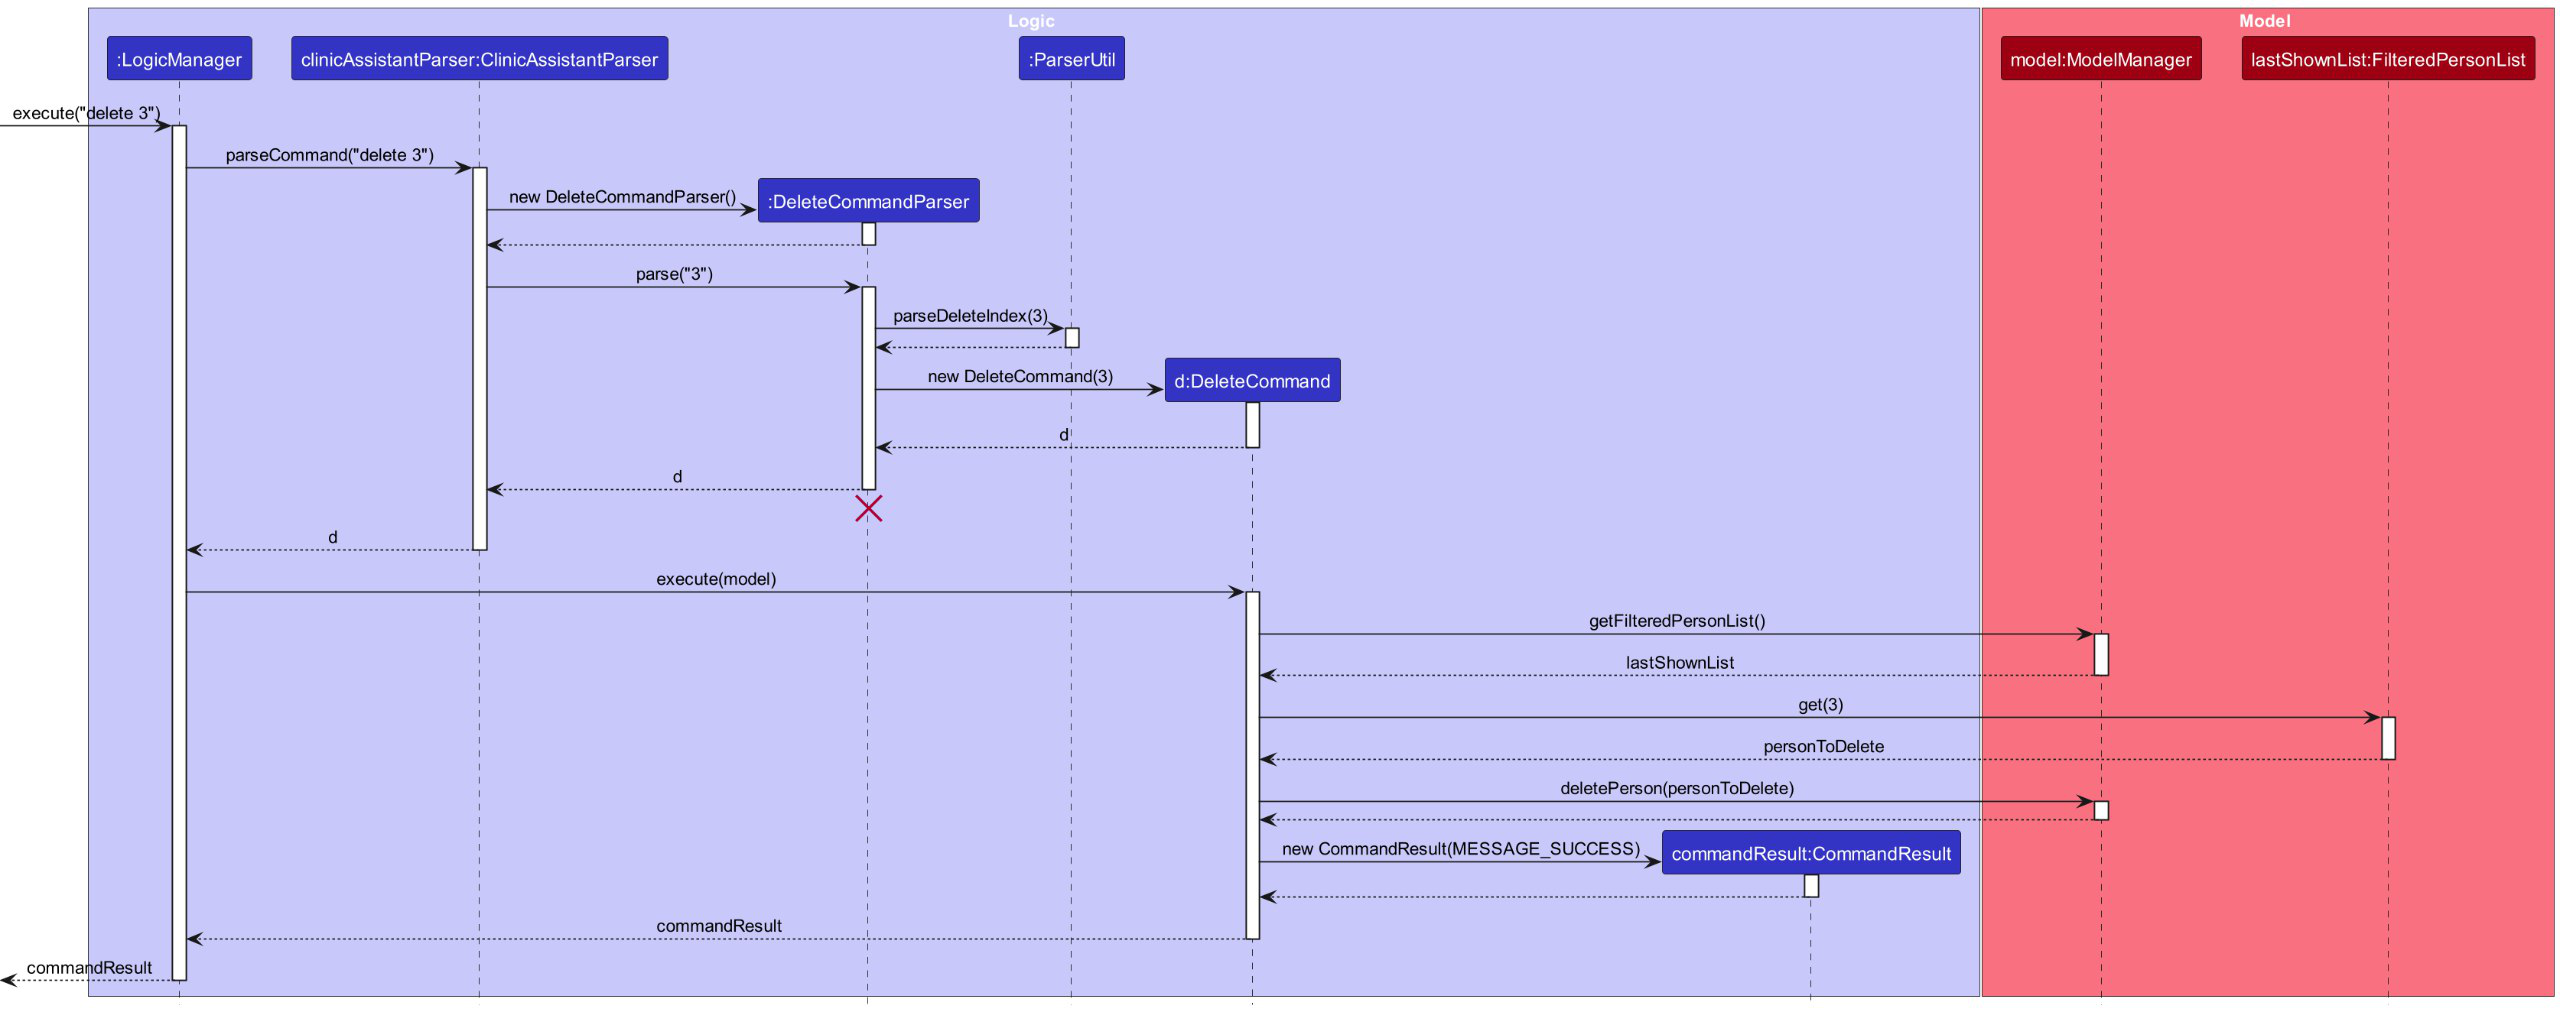 Logic
Model
:LogicManager
clinicAssistantParser:ClinicAssistantParser
:ParserUtil
model:ModelManager
lastShownList:FilteredPersonList
execute("delete 3")
parseCommand("delete 3")
new DeleteCommandParser()
:DeleteCommandParser
parse("3")
parseDeleteIndex(3)
new DeleteCommand(3)
d:DeleteCommand
d
d
d
execute(model)
getFilteredPersonList()
lastShownList
get(3)
personToDelete
deletePerson(personToDelete)
new CommandResult(MESSAGE_SUCCESS)
commandResult:CommandResult
commandResult
commandResult